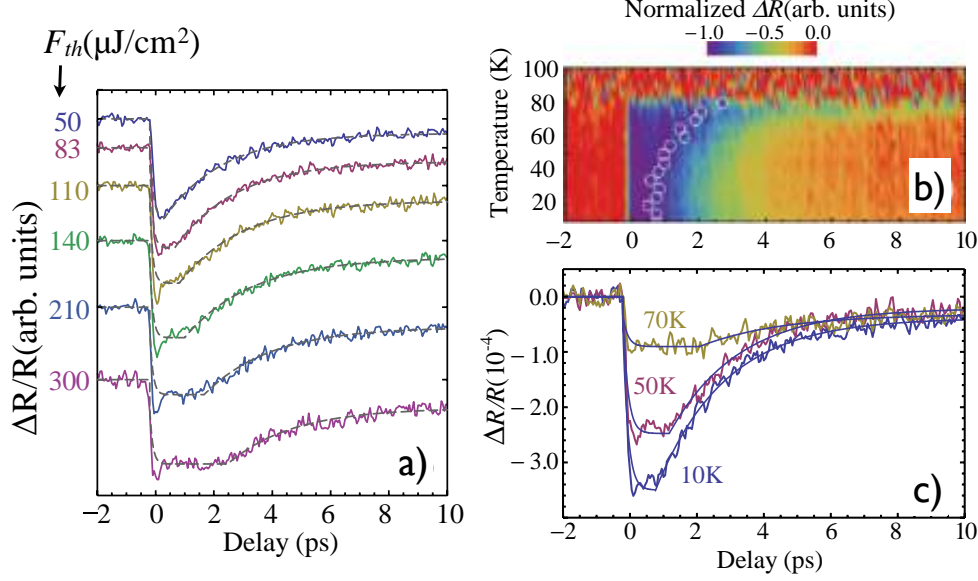 F_th(μJ/cm²)
50
83
110
140
210
300
ΔR/R(arb. units)
a)
−2 0 2 4 6 8 10
Delay (ps)
Normalized ΔR(arb. units)
−1.0 −0.5 0.0
Temperature (K)
100
80
60
40
20
b)
−2 0 2 4 6 8 10
ΔR/R(10⁻⁴)
0.0
−1.0
−2.0
−3.0
70K
50K
10K
c)
−2 0 2 4 6 8 10
Delay (ps)